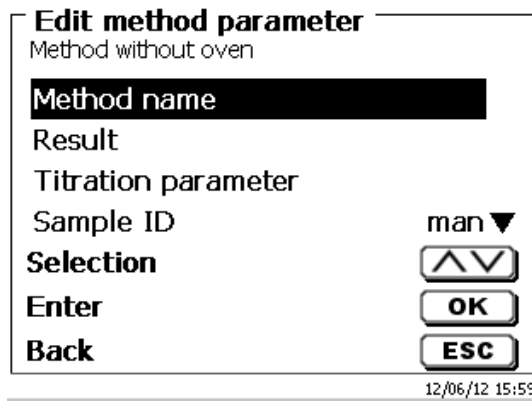 Edit method parameter
Method without oven
Method name
Result
Titration parameter
Sample ID man▼
Selection
Enter OK
Back ESC
12/06/12 15:59